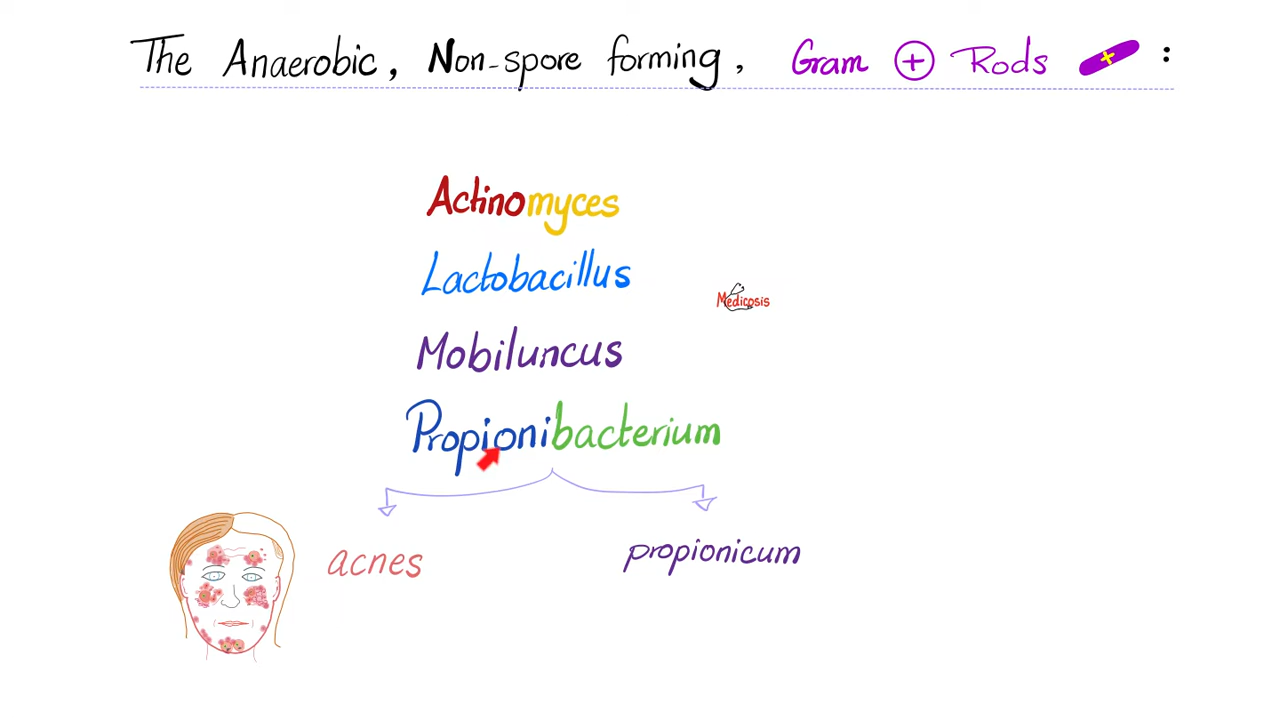 The Anaerobic, Non-spore forming, Gram + Rods + :
Actinomyces
Lactobacillus
Medicosis
Mobiluncus
Propionibacterium
acnes
propionicum